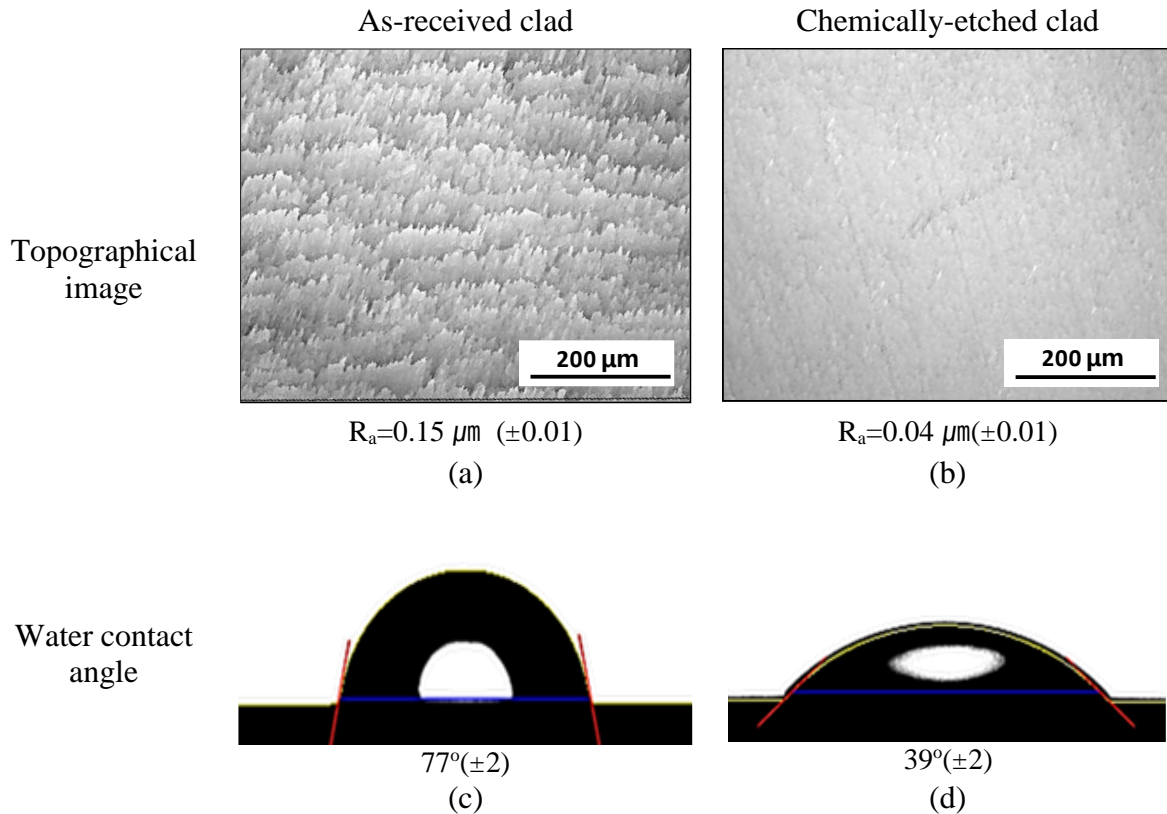 As-received clad
Chemically-etched clad
Topographical
image
200 μm
200 μm
Rₐ=0.15 ㎛ (±0.01)
Rₐ=0.04 ㎛(±0.01)
(a)
(b)
Water contact
angle
77º(±2)
39º(±2)
(c)
(d)